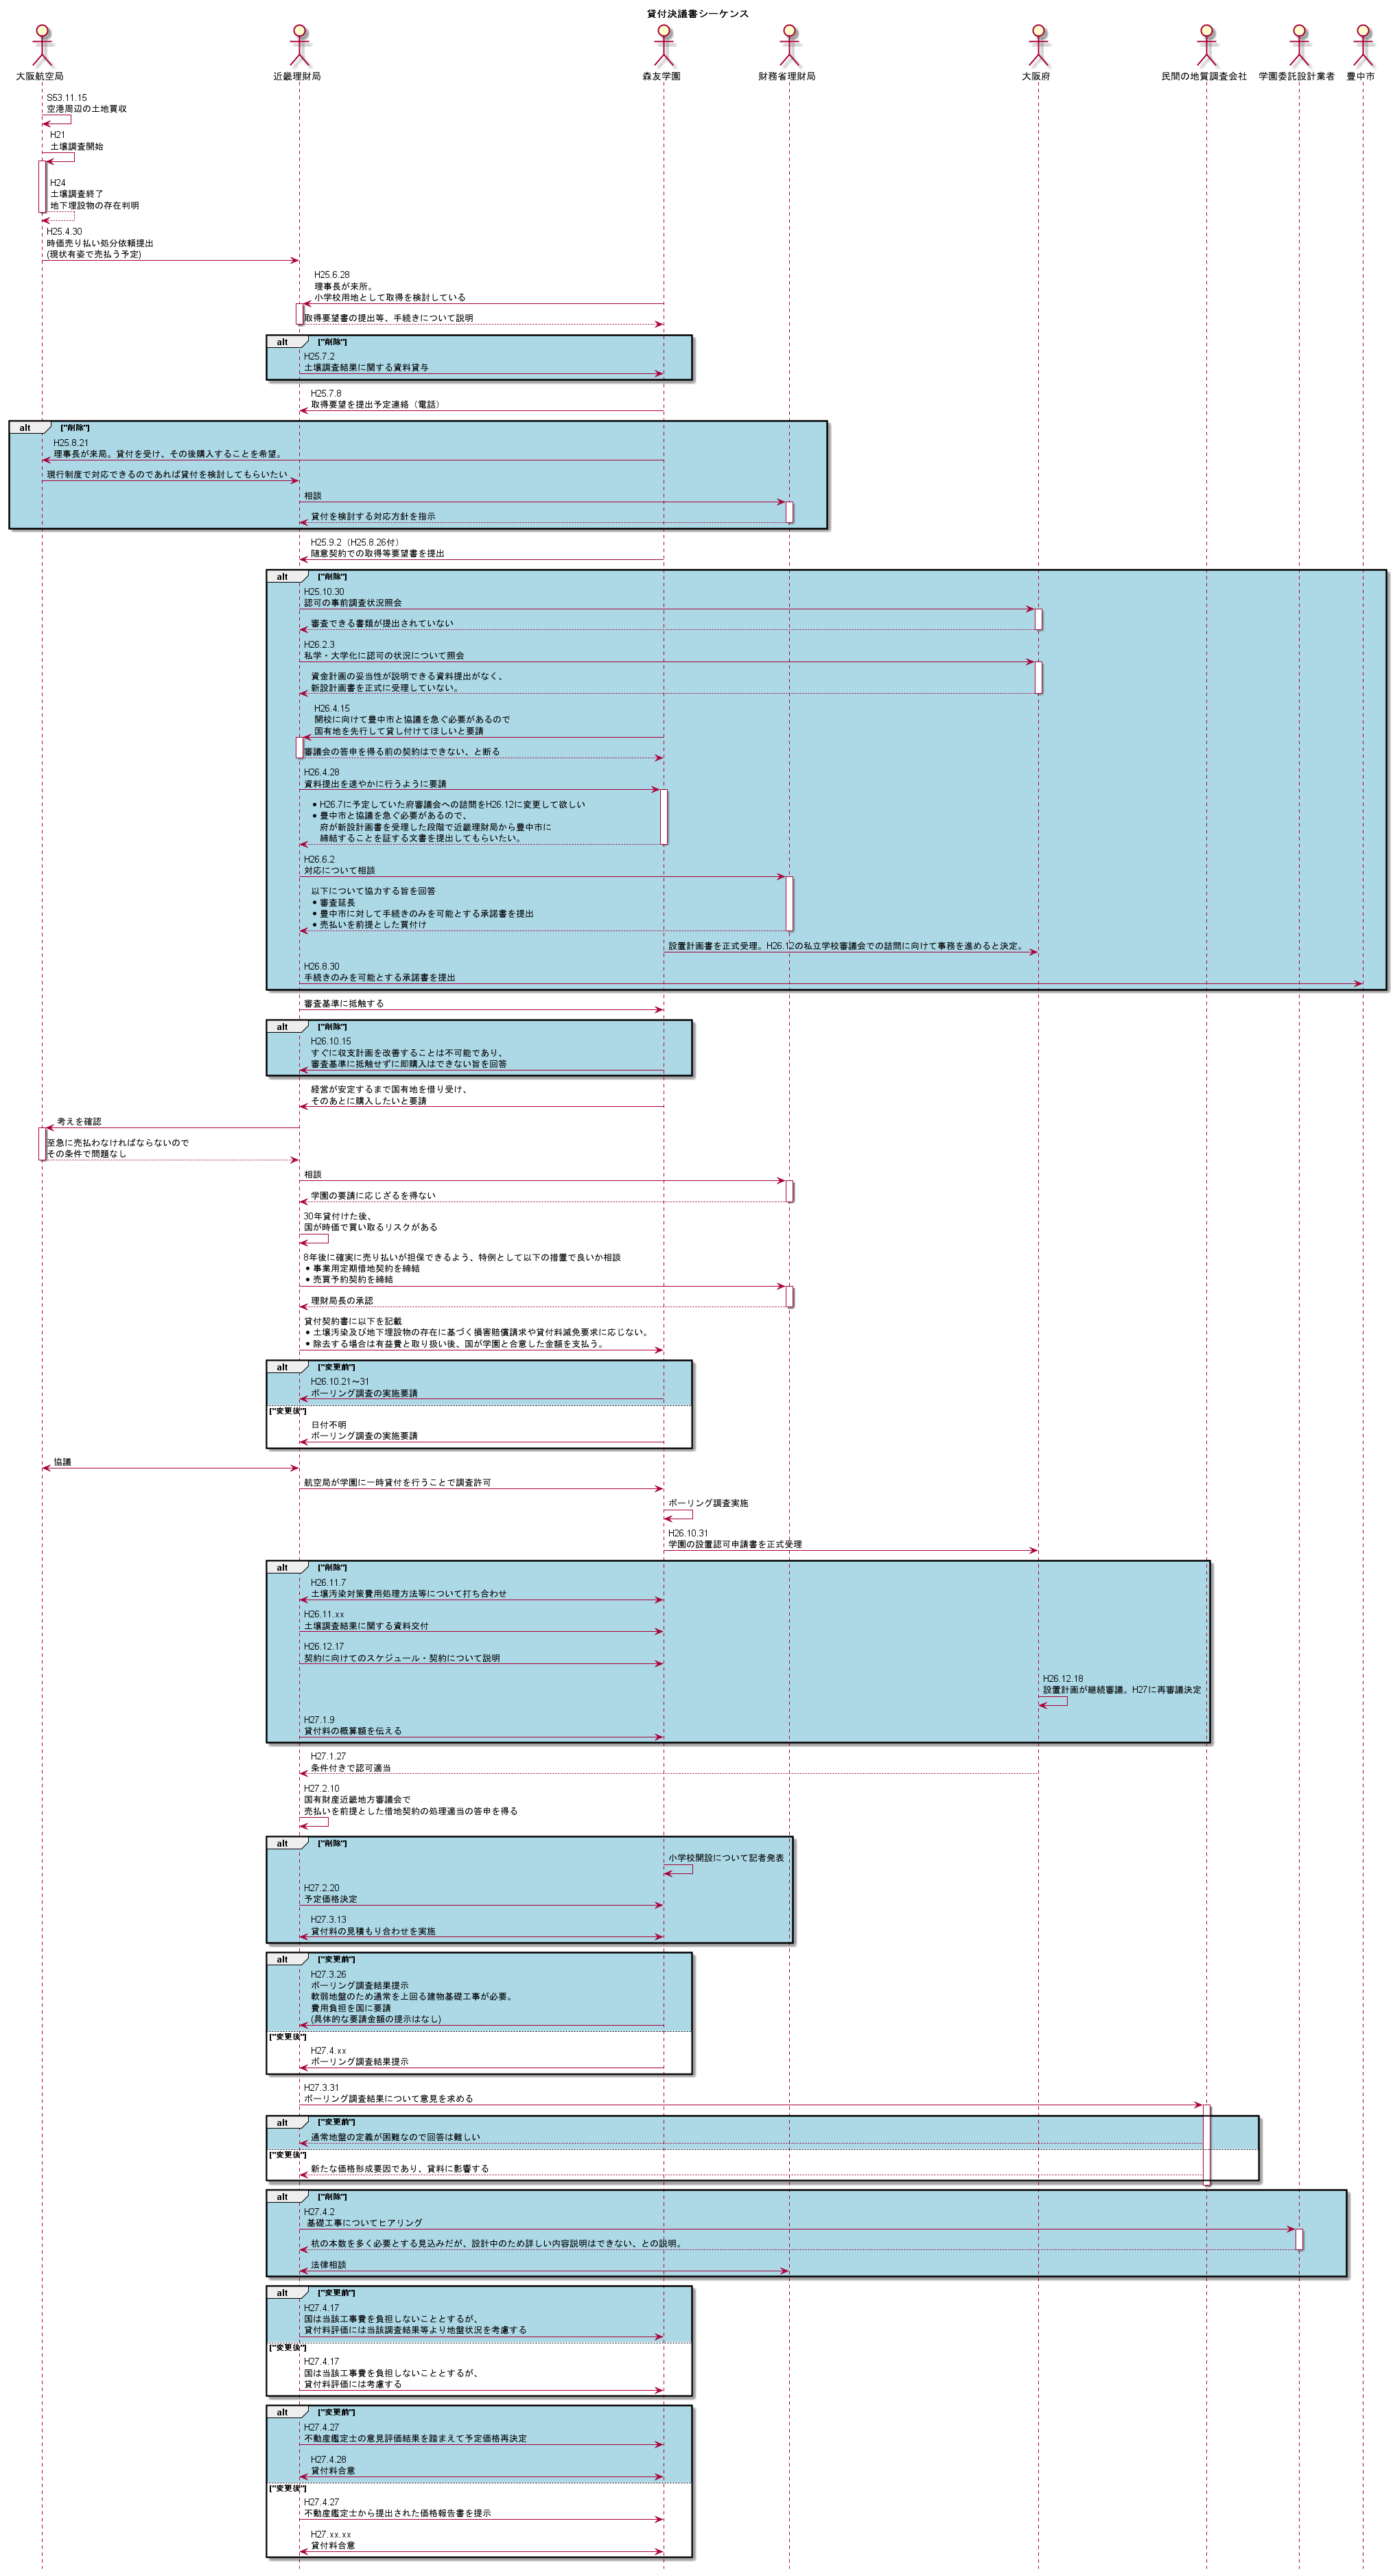 貸付決議書シーケンス
大阪航空局
近畿理財局
森友学園
財務省理財局
大阪府
民間の地質調査会社
学園委託設計業者
豊中市
S53.11.15
空港周辺の土地買収
H21
土壌調査開始
H24
土壌調査終了
地下埋設物の存在判明
H25.4.30
時価売り払い処分依頼提出
(現状有姿で売払う予定)
H25.6.28
理事長が来所。
小学校用地として取得を検討している
取得要望書の提出等、手続きについて説明
alt ["削除"]
H25.7.2
土壌調査結果に関する資料貸与
H25.7.8
取得要望を提出予定連絡（電話）
alt ["削除"]
H25.8.21
理事長が来局。貸付を受け、その後購入することを希望。
現行制度で対応できるのであれば貸付を検討してもらいたい
相談
貸付を検討する対応方針を指示
H25.9.2（H25.8.26付）
随意契約での取得等要望書を提出
alt ["削除"]
H25.10.30
認可の事前調査状況照会
審査できる書類が提出されていない
H26.2.3
私学・大学化に認可の状況について照会
資金計画の妥当性が説明できる資料提出がなく、
新設計画書を正式に受理していない。
H26.4.15
開校に向けて豊中市と協議を急ぐ必要があるので
国有地を先行して貸し付けてほしいと要請
審議会の答申を得る前の契約はできない、と断る
H26.4.28
資料提出を速やかに行うように要請
• H26.7に予定していた府審議会への諮問をH26.12に変更して欲しい
• 豊中市と協議を急ぐ必要があるので、
府が新設計画書を受理した段階で近畿理財局から豊中市に
締結することを証する文書を提出してもらいたい。
H26.6.2
対応について相談
以下について協力する旨を回答
• 審査延長
• 豊中市に対して手続きのみを可能とする承諾書を提出
• 売払いを前提とした貸付け
設置計画書を正式受理。H26.12の私立学校審議会での諮問に向けて事務を進めると決定。
H26.8.30
手続きのみを可能とする承諾書を提出
審査基準に抵触する
alt ["削除"]
H26.10.15
すぐに収支計画を改善することは不可能であり、
審査基準に抵触せずに即購入はできない旨を回答
経営が安定するまで国有地を借り受け、
そのあとに購入したいと要請
考えを確認
至急に売払わなければならないので
その条件で問題なし
相談
学園の要請に応じざるを得ない
30年貸付けた後、
国が時価で買い取るリスクがある
8年後に確実に売り払いが担保できるよう、特例として以下の措置で良いか相談
• 事業用定期借地契約を締結
• 売買予約契約を締結
理財局長の承認
貸付契約書に以下を記載
• 土壌汚染及び地下埋設物の存在に基づく損害賠償請求や貸付料減免要求に応じない。
• 除去する場合は有益費と取り扱い後、国が学園と合意した金額を支払う。
alt ["変更前"]
H26.10.21〜31
ボーリング調査の実施要請
["変更後"]
日付不明
ボーリング調査の実施要請
協議
航空局が学園に一時貸付を行うことで調査許可
ボーリング調査実施
H26.10.31
学園の設置認可申請書を正式受理
alt ["削除"]
H26.11.7
土壌汚染対策費用処理方法等について打ち合わせ
H26.11.xx
土壌調査結果に関する資料交付
H26.12.17
契約に向けてのスケジュール・契約について説明
H26.12.18
設置計画が継続審議。H27に再審議決定
H27.1.9
貸付料の概算額を伝える
H27.1.27
条件付きで認可適当
H27.2.10
国有財産近畿地方審議会で
売払いを前提とした借地契約の処理適当の答申を得る
alt ["削除"]
小学校開設について記者発表
H27.2.20
予定価格決定
H27.3.13
貸付料の見積もり合わせを実施
alt ["変更前"]
H27.3.26
ボーリング調査結果提示
軟弱地盤のため通常を上回る建物基礎工事が必要。
費用負担を国に要請
(具体的な要請金額の提示はなし)
["変更後"]
H27.4.xx
ボーリング調査結果提示
H27.3.31
ボーリング調査結果について意見を求める
alt ["変更前"]
通常地盤の定義が困難なので回答は難しい
["変更後"]
新たな価格形成要因であり、貸料に影響する
alt ["削除"]
H27.4.2
基礎工事についてヒアリング
杭の本数を多く必要とする見込みだが、設計中のため詳しい内容説明はできない、との説明。
法律相談
alt ["変更前"]
H27.4.17
国は当該工事費を負担しないこととするが、
貸付料評価には当該調査結果等より地盤状況を考慮する
["変更後"]
H27.4.17
国は当該工事費を負担しないこととするが、
貸付料評価には考慮する
alt ["変更前"]
H27.4.27
不動産鑑定士の意見評価結果を踏まえて予定価格再決定
H27.4.28
貸付料合意
["変更後"]
H27.4.27
不動産鑑定士から提出された価格報告書を提示
H27.xx.xx
貸付料合意